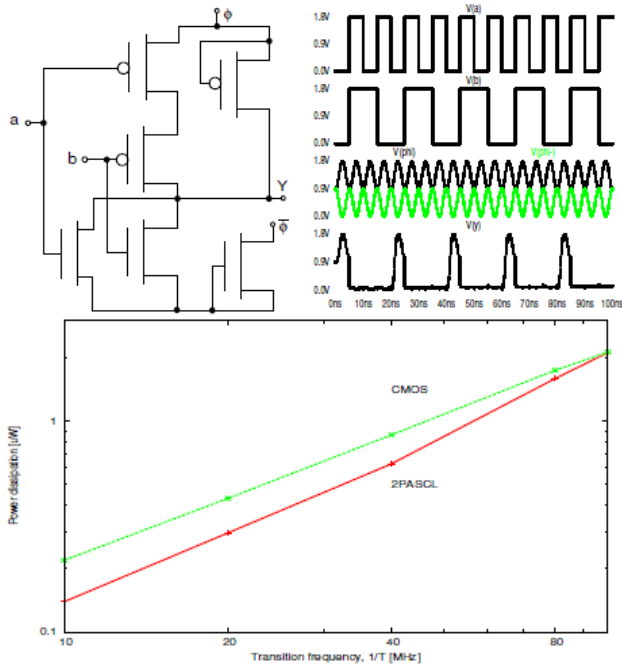 ϕ
a
b
Y
ϕ̅
V(a)
1.8V
0.9V
0.0V
V(b)
1.8V
0.9V
0.0V
V(phi)
V(phi-)
1.8V
0.9V
0.0V
V(y)
1.8V
0.9V
0.0V
0ns 10ns 20ns 30ns 40ns 50ns 60ns 70ns 80ns 90ns 100ns
Power dissipation [uW]
1
0.1
CMOS
2PASCL
10 20 40 80
Transition frequency, 1/T [MHz]